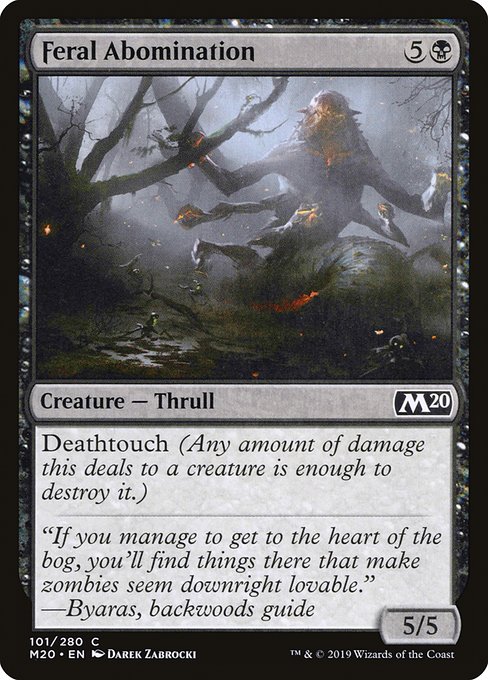 Feral Abomination 5
Creature — Thrull M20
Deathtouch (Any amount of damage
this deals to a creature is enough to
destroy it.)
“If you manage to get to the heart of the
bog, you’ll find things there that make
zombies seem downright lovable.”
—Byaras, backwoods guide
5/5
101/280 C
M20 • EN DAREK ZABROCKI
™ & © 2019 Wizards of the Coast